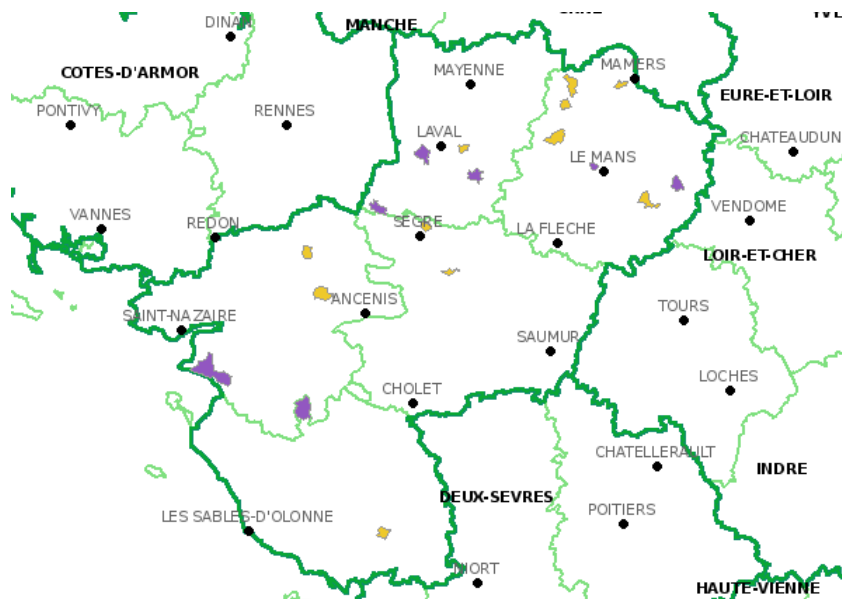 DINAN
MANCHE
COTES-D'ARMOR
MAYENNE
MAMERS
EURE-ET-LOIR
PONTIVY
RENNES
LAVAL
CHATEAUDUN
LE MANS
VANNES
REDON
SEGRE
LA FLECHE
VENDOME
LOIR-ET-CHER
SAINT-NAZAIRE
ANCENIS
TOURS
SAUMUR
CHOLET
LOCHES
CHATELLERAULT
INDRE
LES SABLES-D'OLONNE
DEUX-SEVRES
POITIERS
NIORT
HAUTE-VIENNE